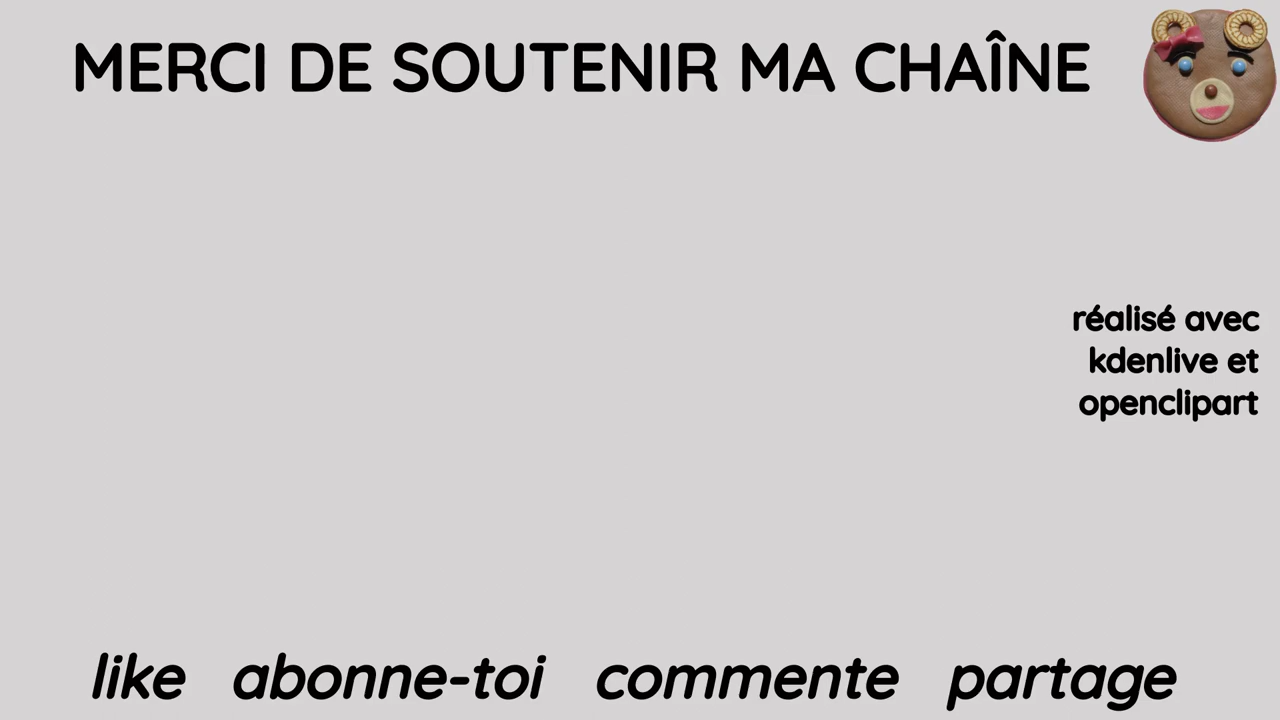 MERCI DE SOUTENIR MA CHAÎNE
réalisé avec
kdenlive et
openclipart
like abonne-toi commente partage